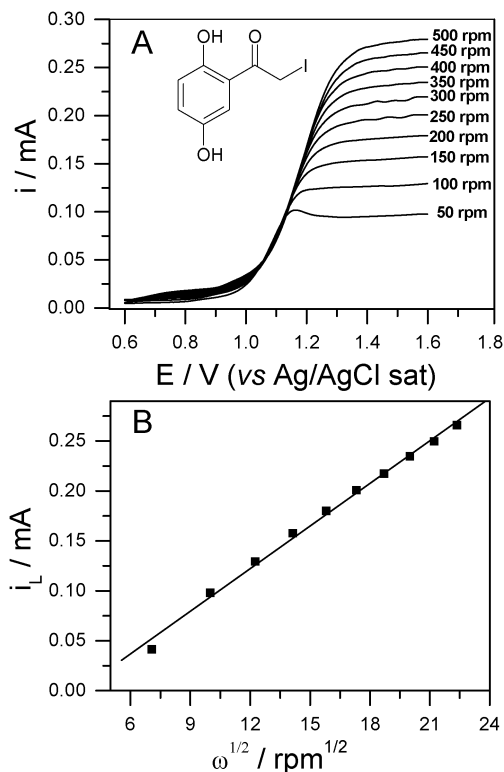 A
OH
O
I
OH
500 rpm
450 rpm
400 rpm
350 rpm
300 rpm
250 rpm
200 rpm
150 rpm
100 rpm
50 rpm
0.30
0.25
0.20
0.15
0.10
0.05
0.00
i / mA
0.6 0.8 1.0 1.2 1.4 1.6 1.8
E / V (vs Ag/AgCl sat)
B
0.25
0.20
0.15
0.10
0.05
0.00
i_L / mA
6 9 12 15 18 21 24
ω^1/2 / rpm^1/2